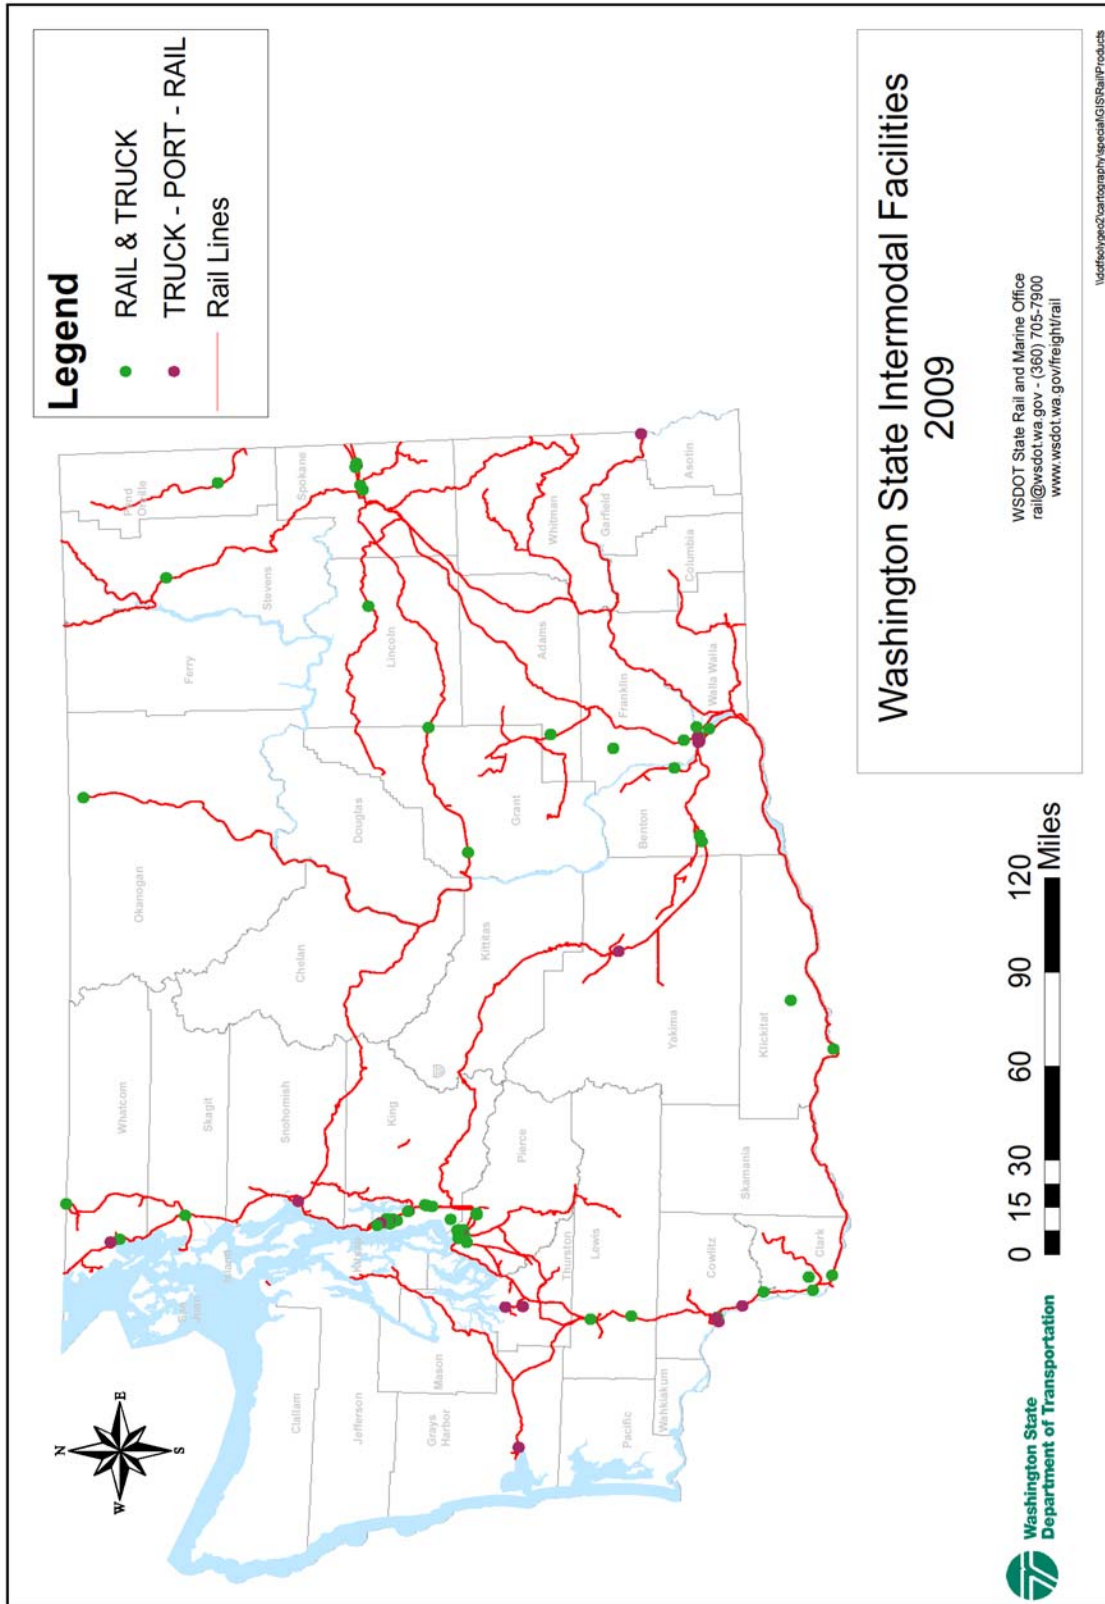 Legend
RAIL & TRUCK
TRUCK - PORT - RAIL
Rail Lines
N
W
E
S
Whatcom
Okanogan
Ferry
Stevens
Pend
Oreille
Skagit
San
Juan
Island
Snohomish
Chelan
Douglas
Lincoln
Spokane
Clallam
Jefferson
Kitsap
King
Grays
Harbor
Mason
Kittitas
Grant
Adams
Whitman
Pierce
Thurston
Lewis
Pacific
Yakima
Benton
Franklin
Garfield
Columbia
Asotin
Walla Walla
Wahkiakum
Cowlitz
Skamania
Klickitat
Clark
0 15 30 60 90 120
Miles
Washington State
Department of Transportation
Washington State Intermodal Facilities
2009
WSDOT State Rail and Marine Office
rail@wsdot.wa.gov - (360) 705-7900
www.wsdot.wa.gov/freight/rail